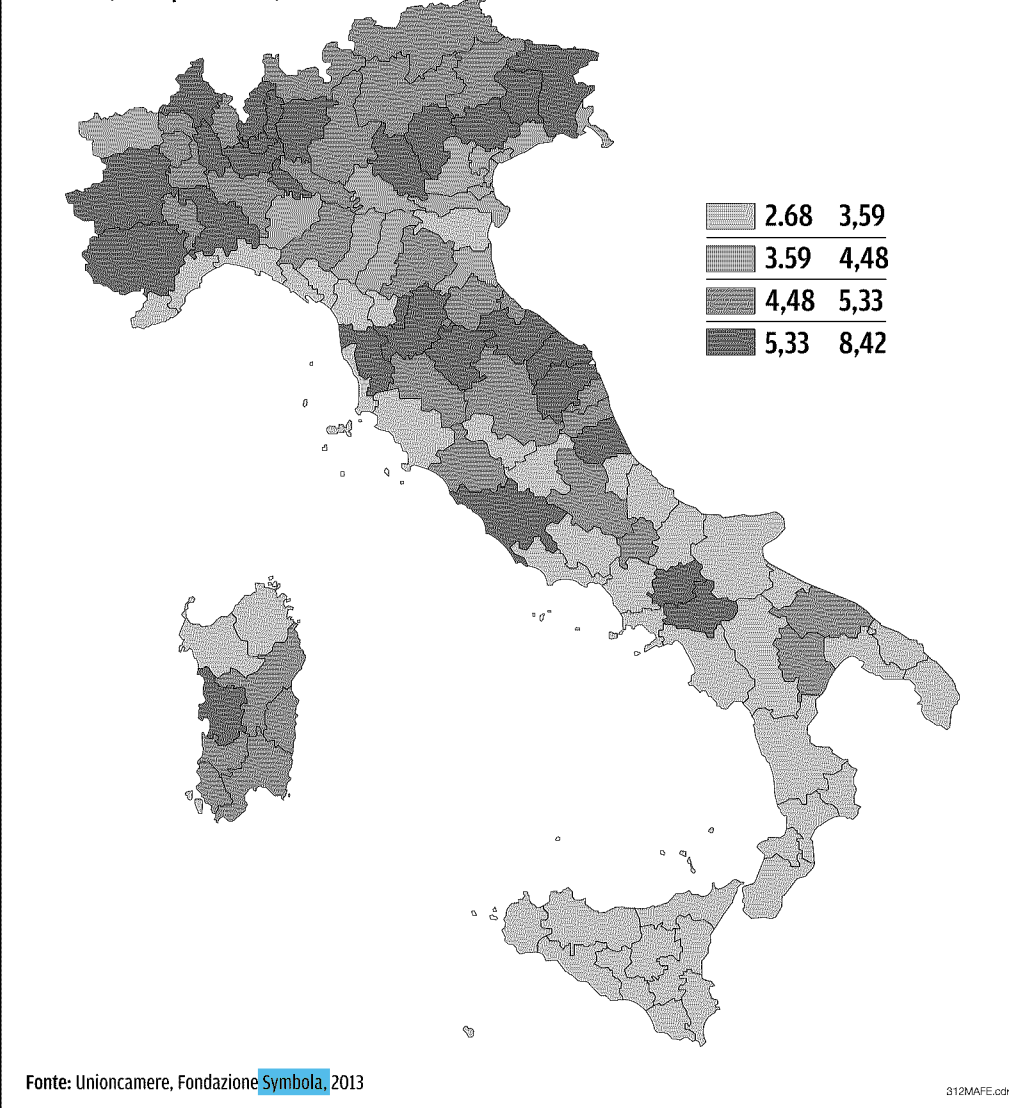 2.68 3,59
3.59 4,48
4,48 5,33
5,33 8,42
Fonte: Unioncamere, Fondazione Symbola, 2013
312MAFE.cdr